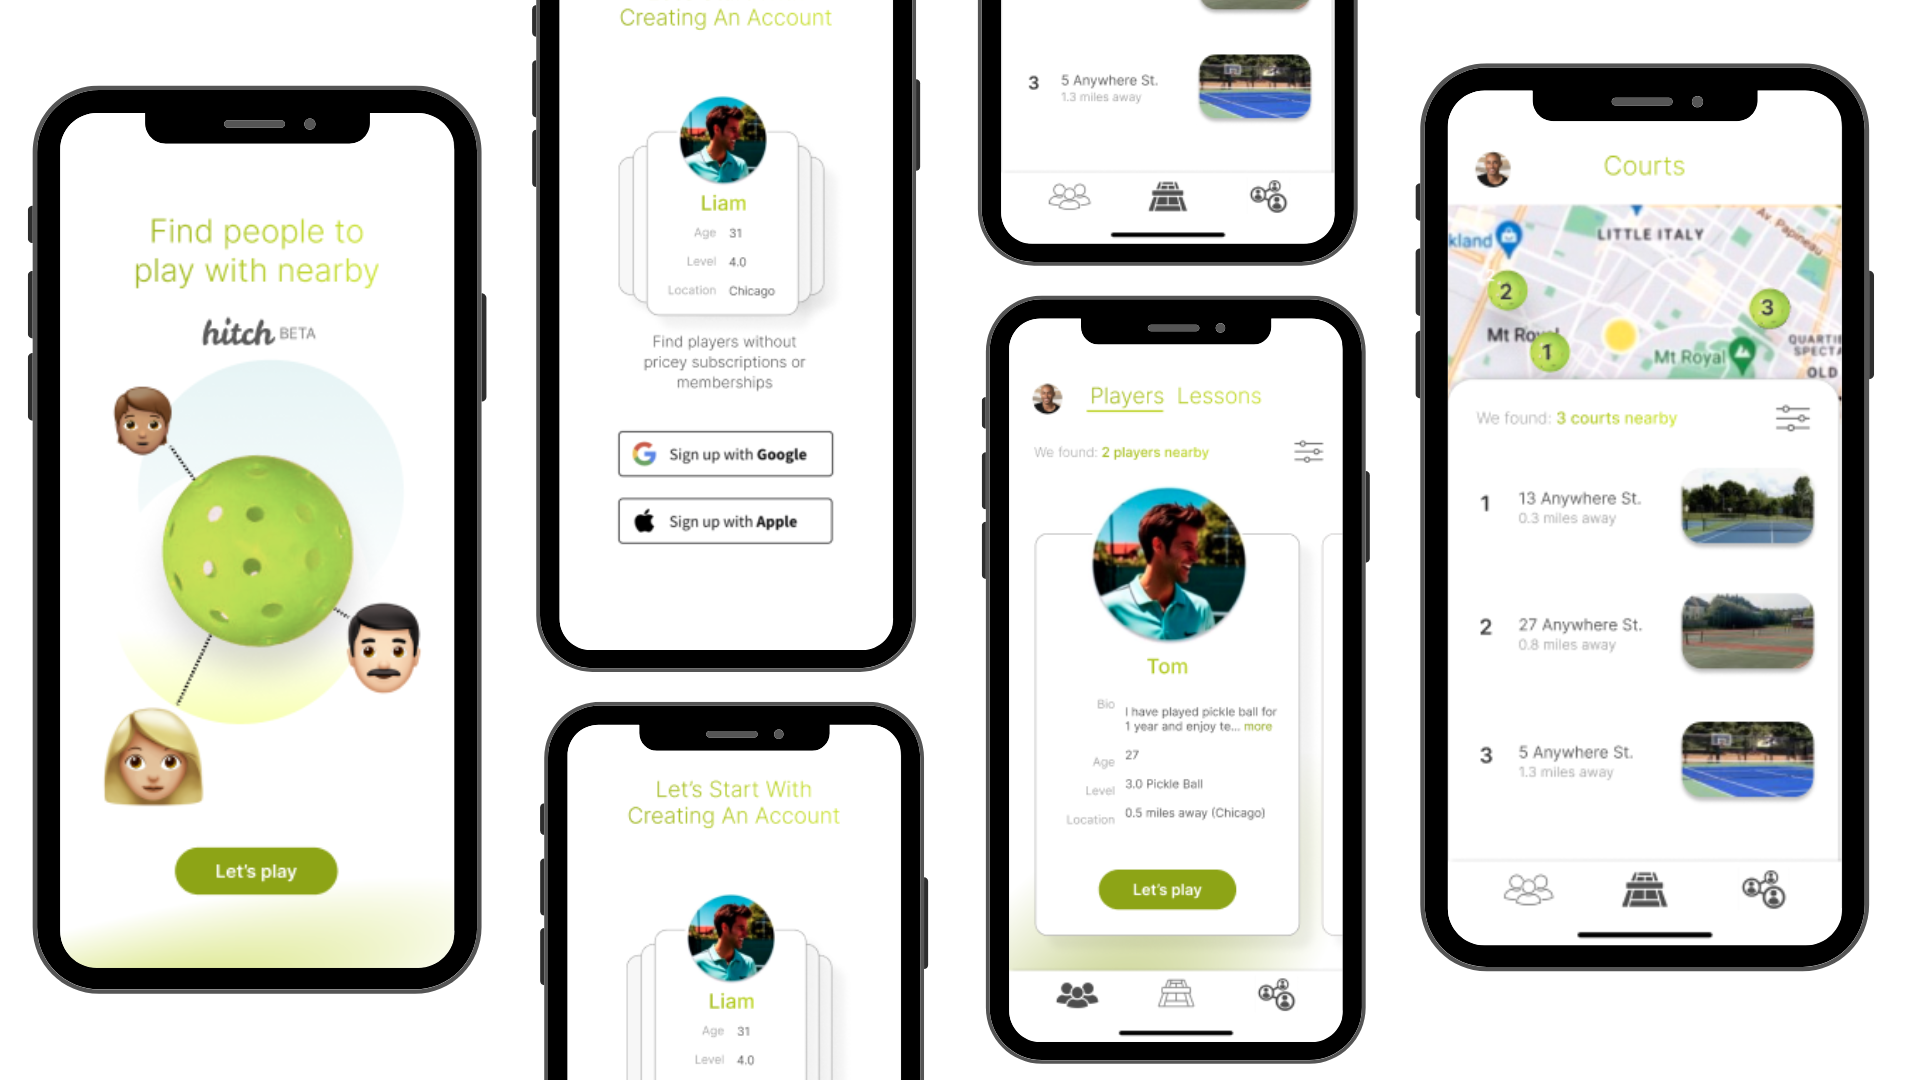 Find people to
play with nearby
hitch BETA
Let's play
Creating An Account
Liam
Age 31
Level 4.0
Location Chicago
Find players without
pricey subscriptions or
memberships
Sign up with Google
Sign up with Apple
Let's Start With
Creating An Account
Liam
Age 31
Level 4.0
3 5 Anywhere St.
1.3 miles away
Players Lessons
We found: 2 players nearby
Tom
Bio I have played pickle ball for
1 year and enjoy te... more
Age 27
Level 3.0 Pickle Ball
Location 0.5 miles away (Chicago)
Let's play
Courts
Av. Papineau
kland
LITTLE ITALY
2
3
Mt Royal
1
Mt Royal
QUARTIE
SPECTA
OLD
We found: 3 courts nearby
1 13 Anywhere St.
0.3 miles away
2 27 Anywhere St.
0.8 miles away
3 5 Anywhere St.
1.3 miles away